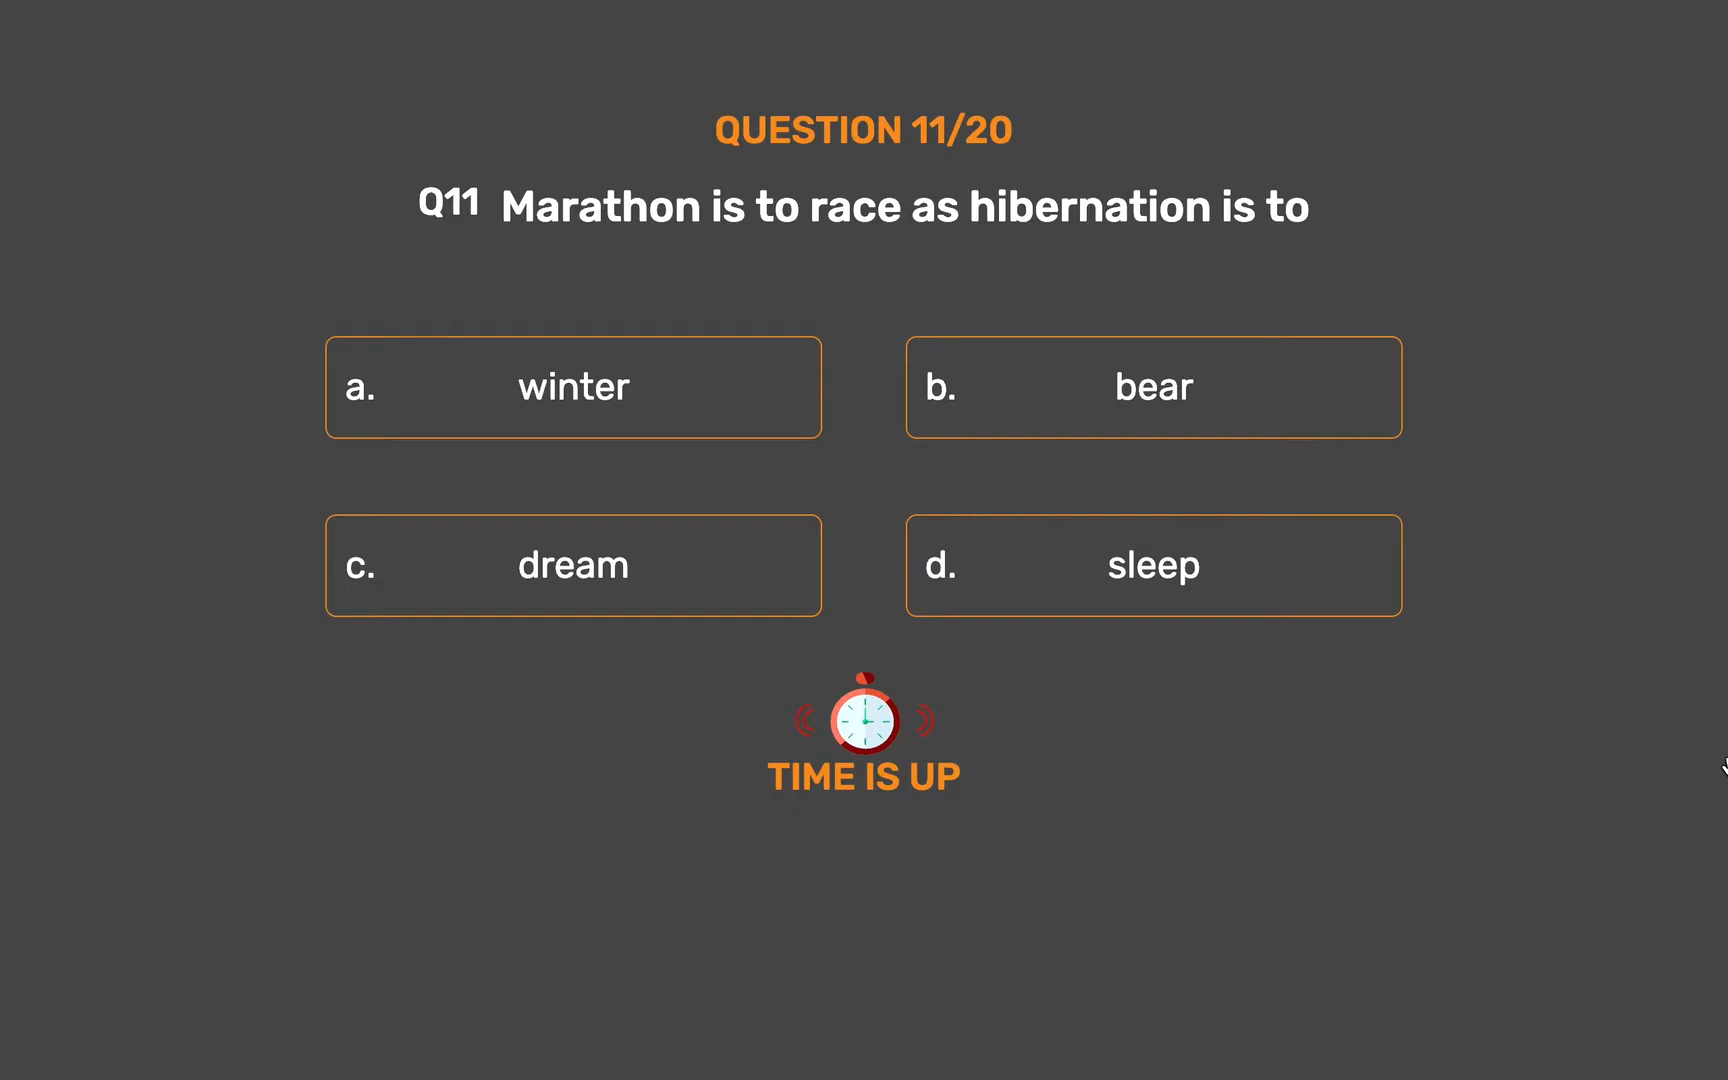 QUESTION 11/20
Q11 Marathon is to race as hibernation is to
a. winter
b. bear
c. dream
d. sleep
TIME IS UP